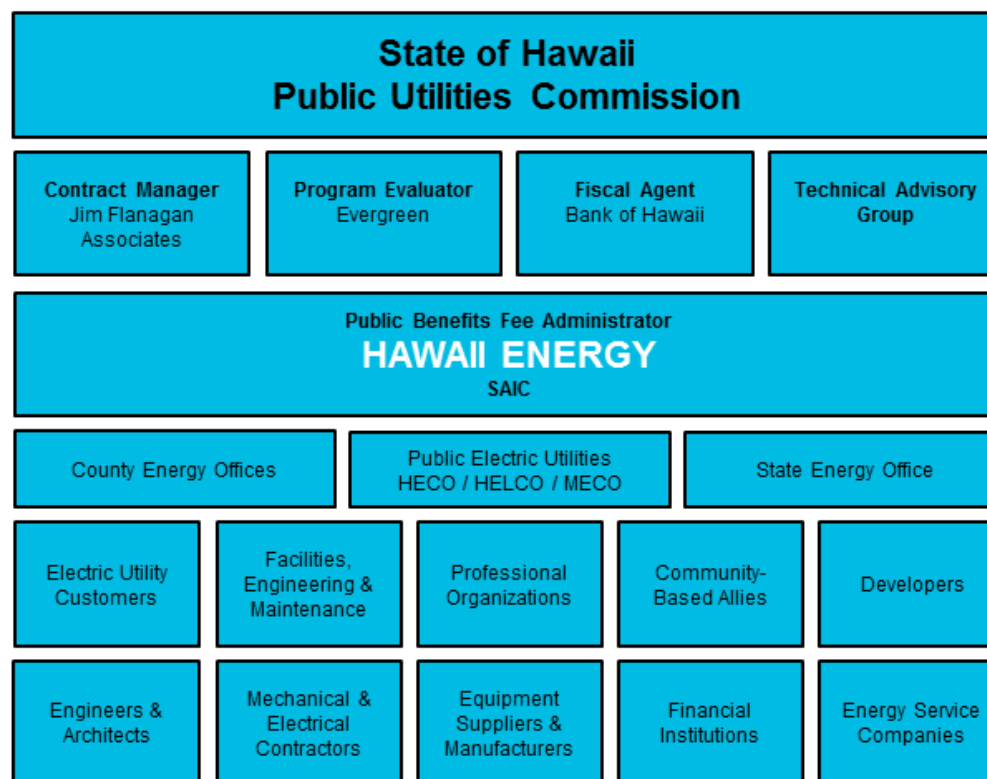 State of Hawaii
Public Utilities Commission
Contract Manager
Jim Flanagan
Associates
Program Evaluator
Evergreen
Fiscal Agent
Bank of Hawaii
Technical Advisory
Group
Public Benefits Fee Administrator
HAWAII ENERGY
SAIC
County Energy Offices
Public Electric Utilities
HECO / HELCO / MECO
State Energy Office
Electric Utility
Customers
Facilities,
Engineering &
Maintenance
Professional
Organizations
Community-
Based Allies
Developers
Engineers &
Architects
Mechanical &
Electrical
Contractors
Equipment
Suppliers &
Manufacturers
Financial
Institutions
Energy Service
Companies